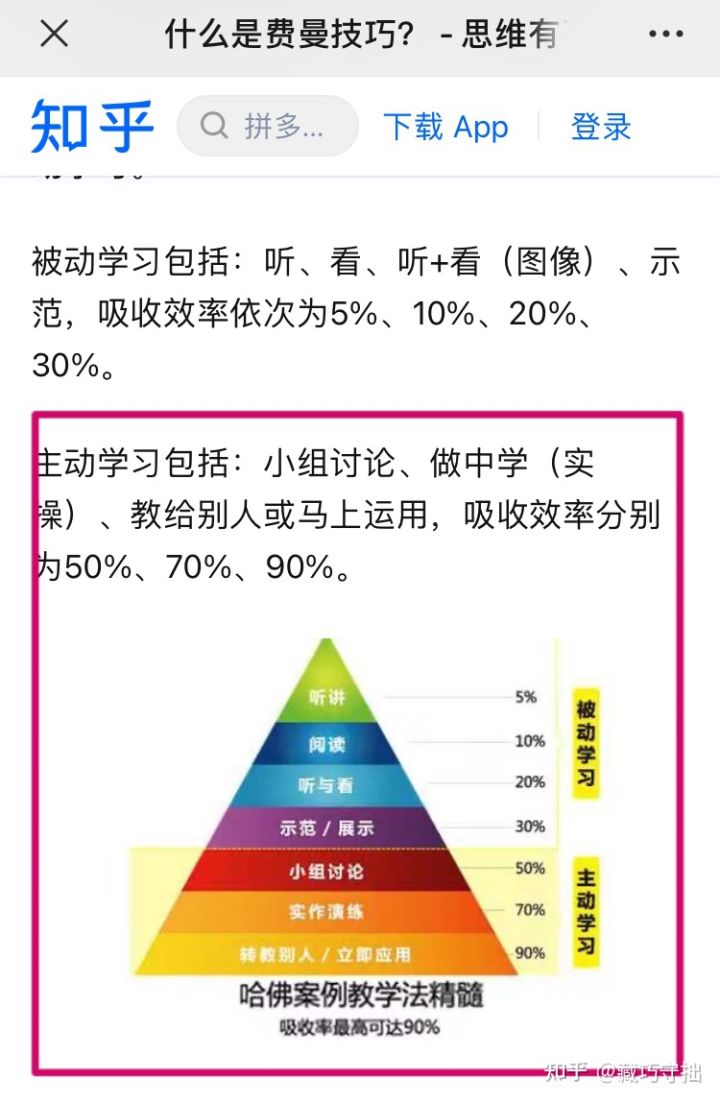 什么是费曼技巧？ - 思维有
知乎
拼多...
下载 App
登录
被动学习包括：听、看、听+看（图像）、示
范，吸收效率依次为5%、10%、20%、
30%。
主动学习包括：小组讨论、做中学（实
操）、教给别人或马上运用，吸收效率分别
为50%、70%、90%。
听讲 5%
阅读 10%
听与看 20%
示范 / 展示 30%
被动学习
小组讨论 50%
实作演练 70%
转教别人 / 立即应用 90%
主动学习
哈佛案例教学法精髓
吸收率最高可达90%
知乎 @藏巧守拙